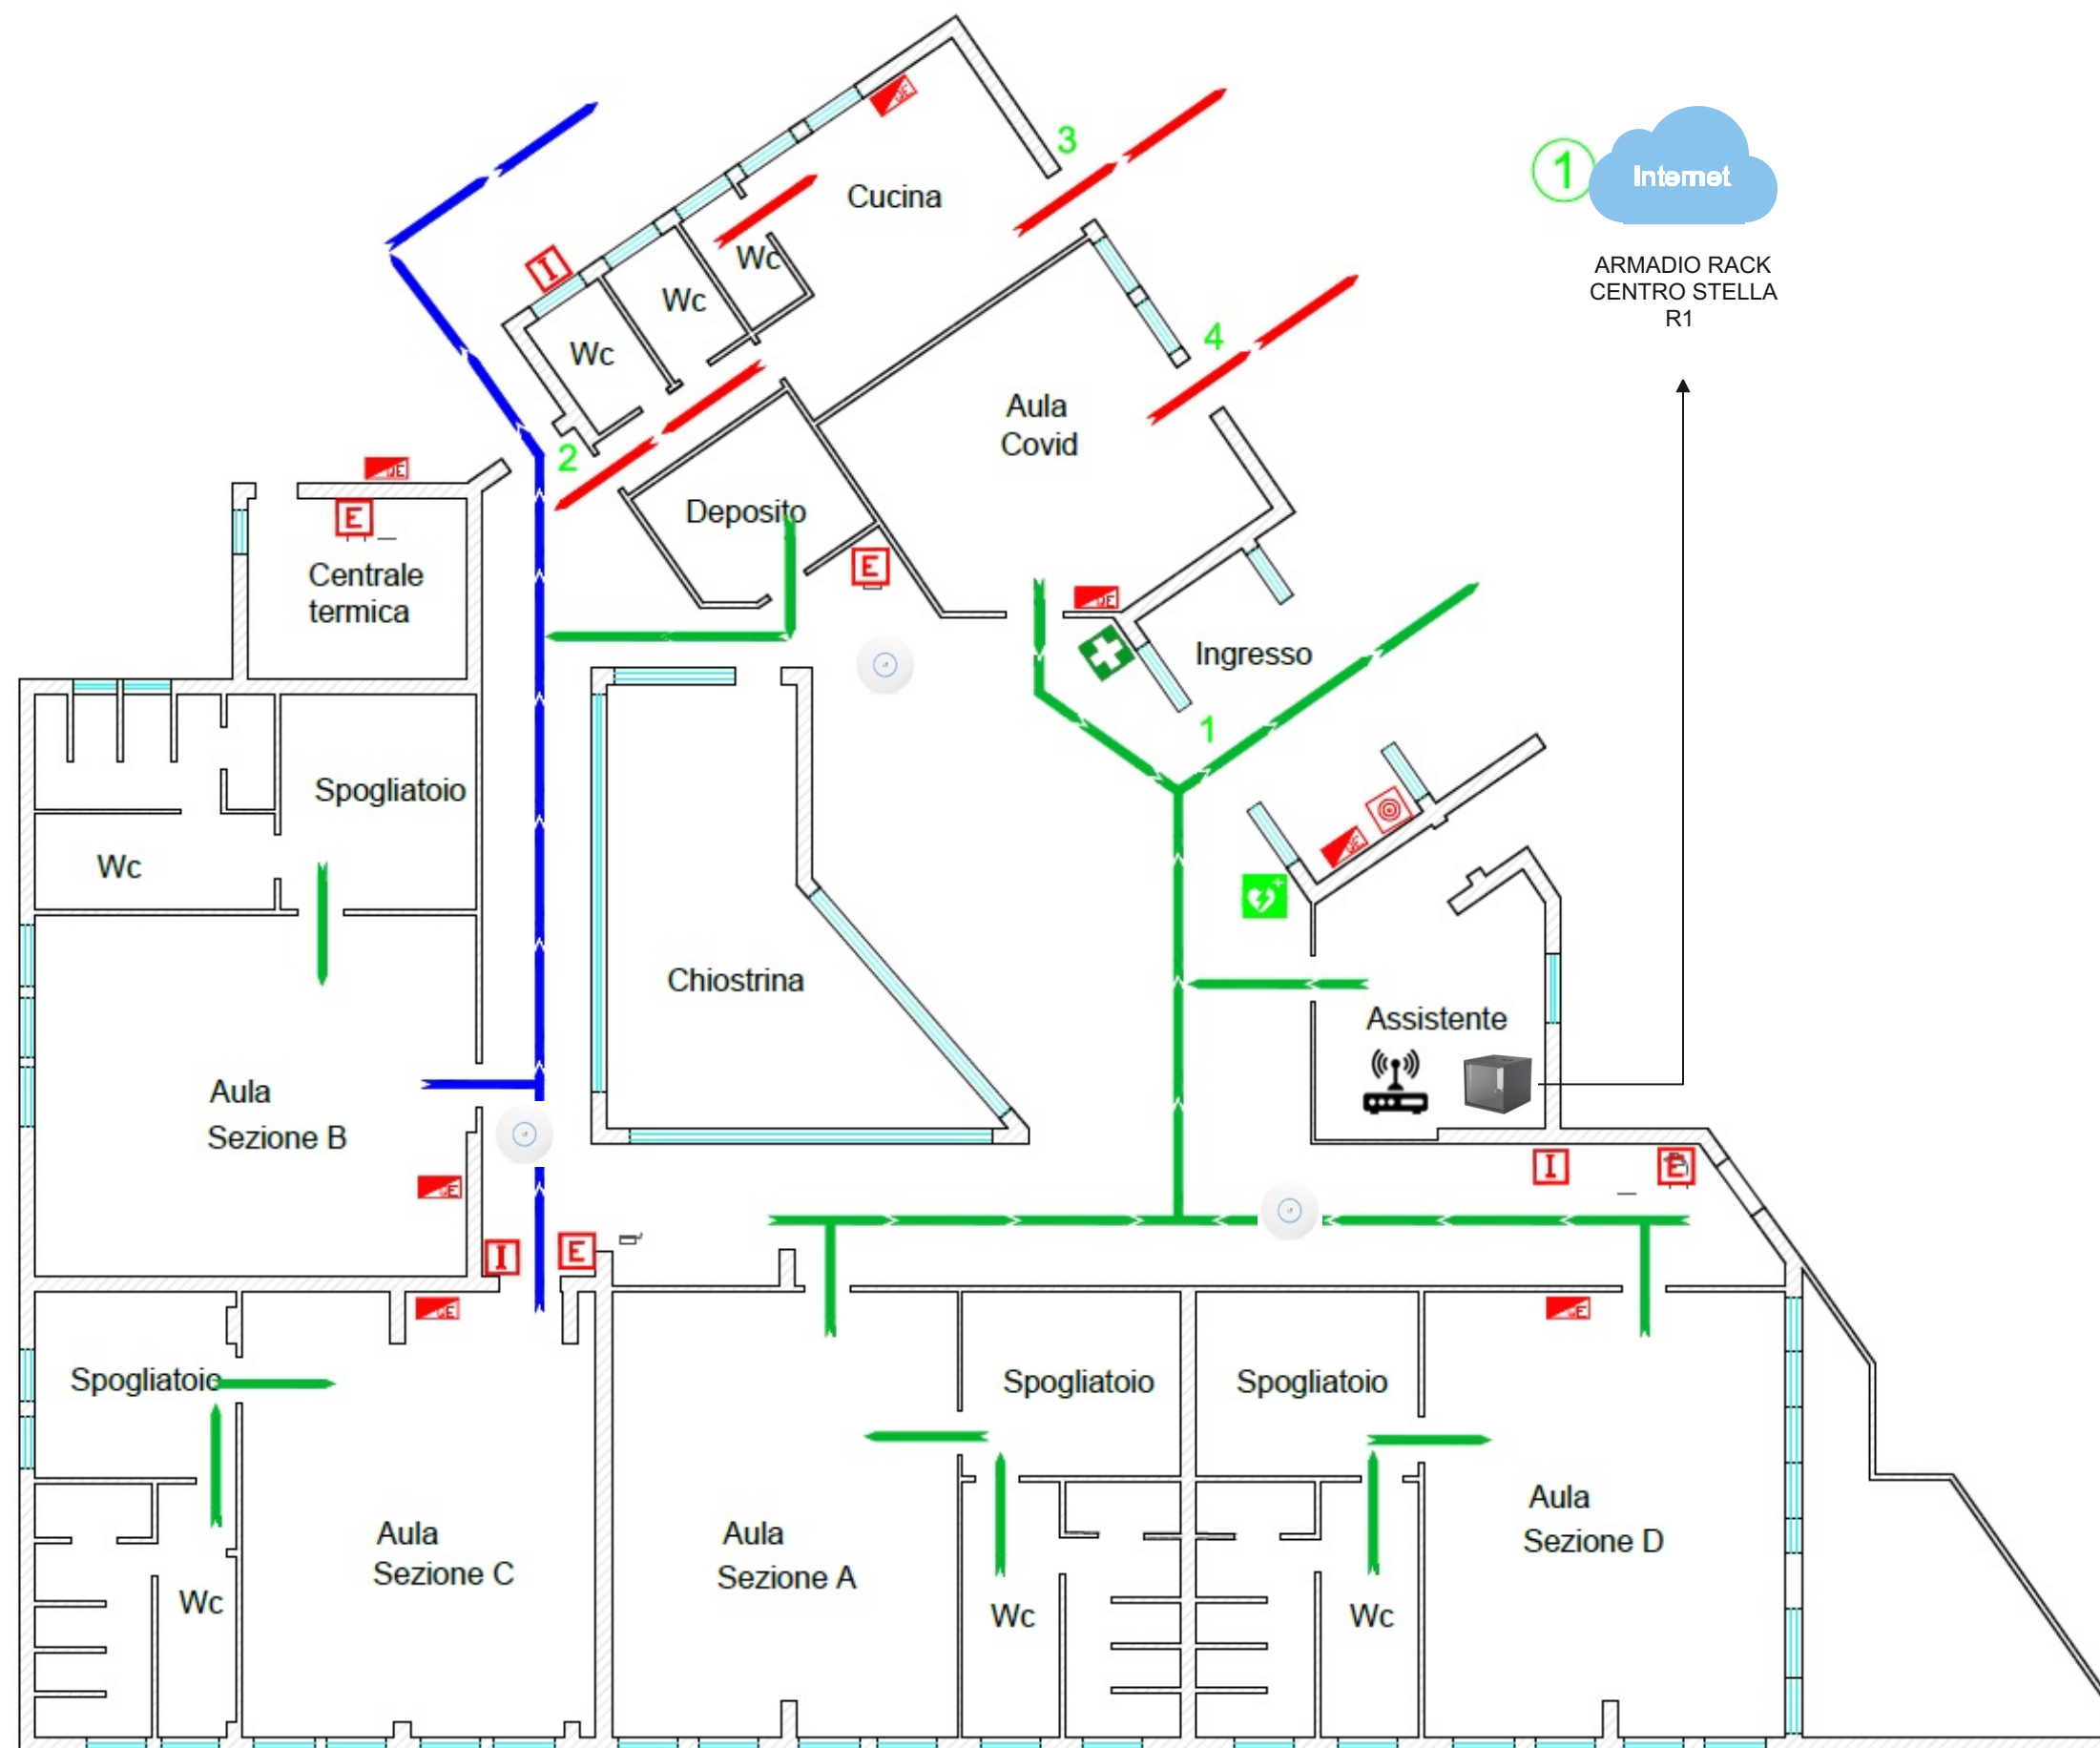 3
Cucina
1
Internet
ARMADIO RACK
CENTRO STELLA
R1
I
Wc
Wc
Wc
4
Aula
Covid
2
Deposito
E
E
Centrale
termica
Ingresso
1
Spogliatoio
Wc
Chiostrina
Assistente
Aula
Sezione B
I
E
I
E
Spogliatoio
Spogliatoio
Spogliatoio
Aula
Sezione C
Aula
Sezione A
Aula
Sezione D
Wc
Wc
Wc